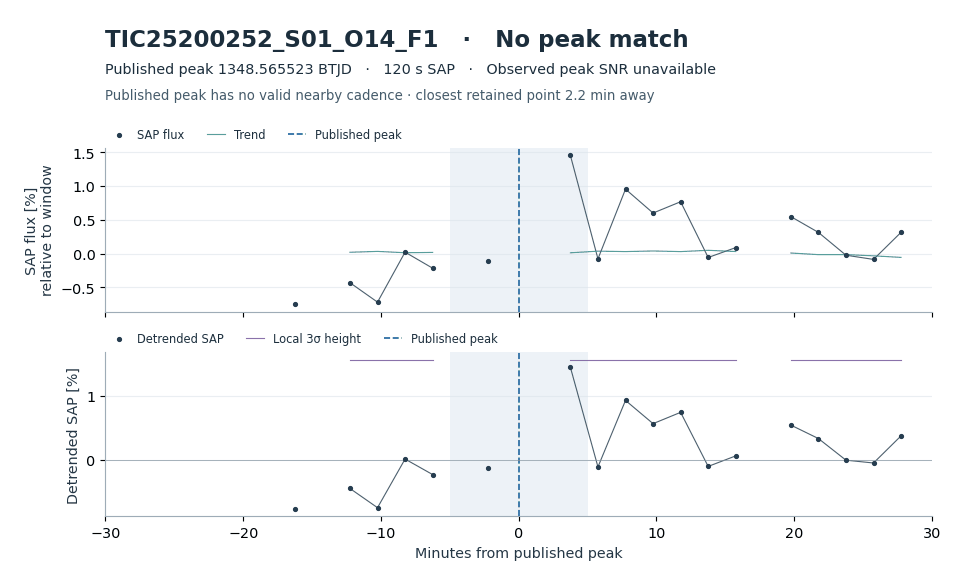 TIC25200252_S01_O14_F1 · No peak match
Published peak 1348.565523 BTJD · 120 s SAP · Observed peak SNR unavailable
Published peak has no valid nearby cadence · closest retained point 2.2 min away
SAP flux Trend Published peak
SAP flux [%]
relative to window
1.5
1.0
0.5
0.0
−0.5
Detrended SAP Local 3σ height Published peak
Detrended SAP [%]
1
0
−30 −20 −10 0 10 20 30
Minutes from published peak